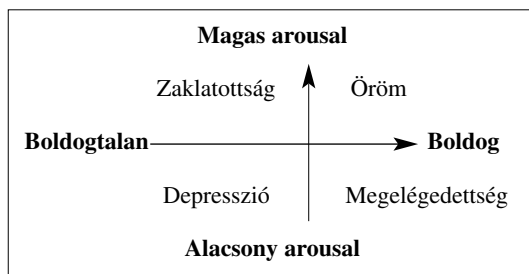 Magas arousal
Zaklatottság Öröm
Boldogtalan Boldog
Depresszió Megelégedettség
Alacsony arousal